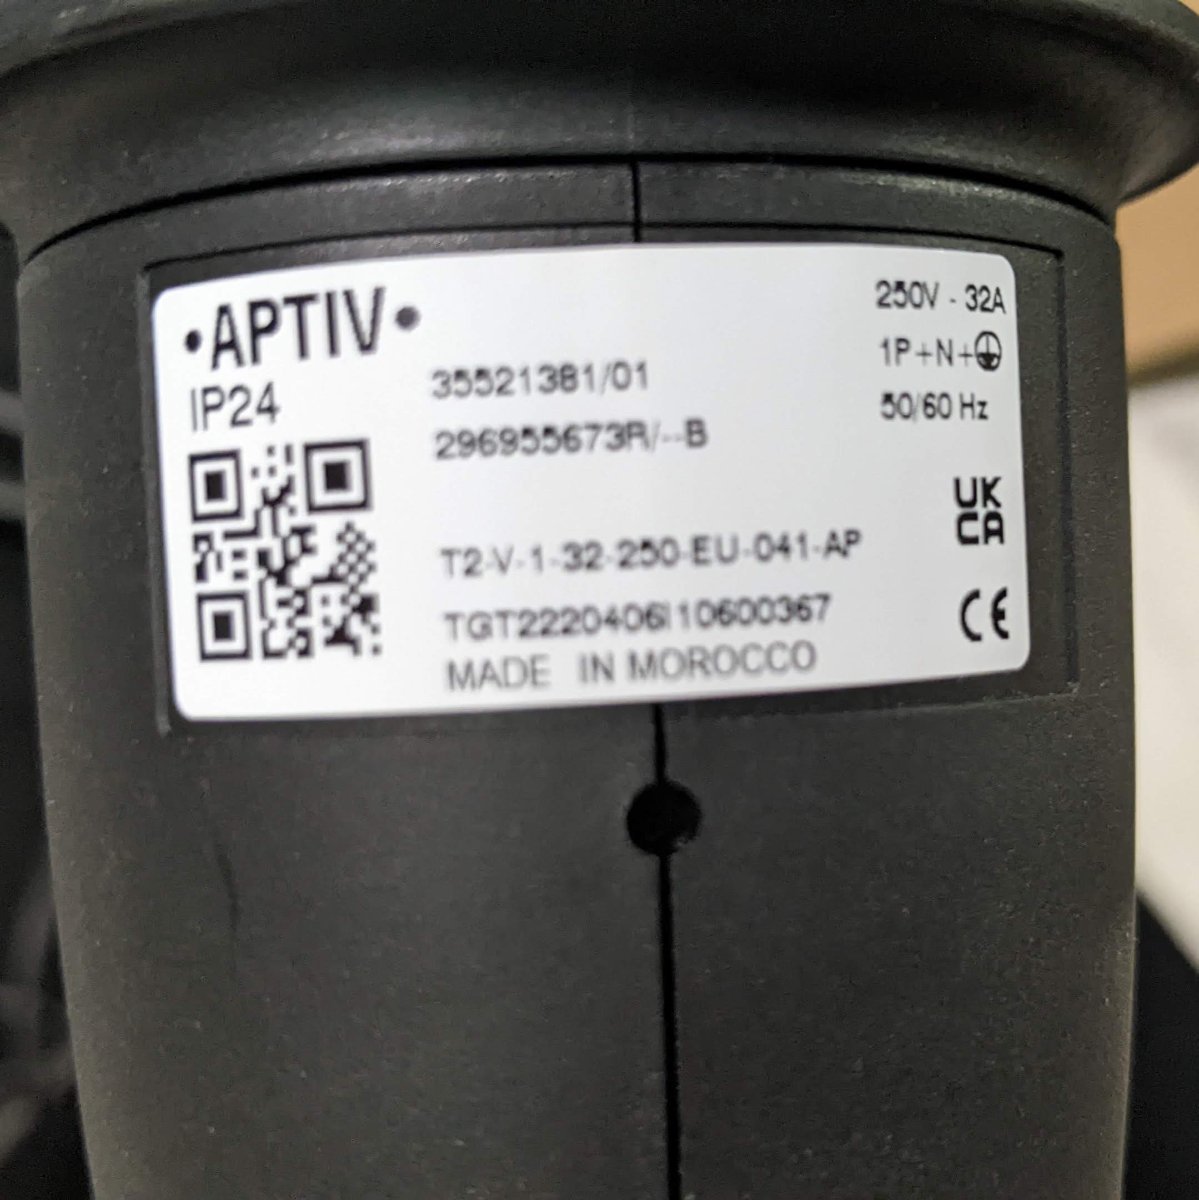 ·APTIV·
IP24
35521381/01
296955673R/--B
T2-V-1-32-250-EU-041-AP
TGT2220406I10600367
MADE IN MOROCCO
250V - 32A
1P+N+⏚
50/60 Hz
UK
CA
CE